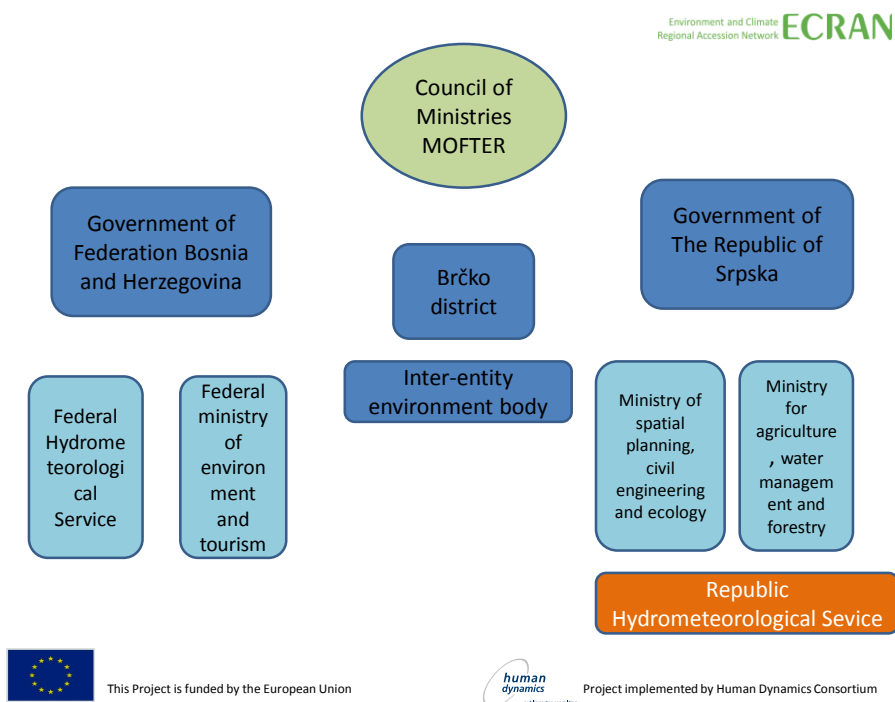 Environment and Climate
Regional Accession Network ECRAN
Council of
Ministries
MOFTER
Government of
Federation Bosnia
and Herzegovina
Brčko
district
Government of
The Republic of
Srpska
Federal
Hydrome
teorologi
cal
Service
Federal
ministry
of
environ
ment
and
tourism
Inter-entity
environment body
Ministry of
spatial
planning,
civil
engineering
and ecology
Ministry
for
agriculture
, water
managem
ent and
forestry
Republic
Hydrometeorological Sevice
This Project is funded by the European Union
human
dynamics
Project implemented by Human Dynamics Consortium